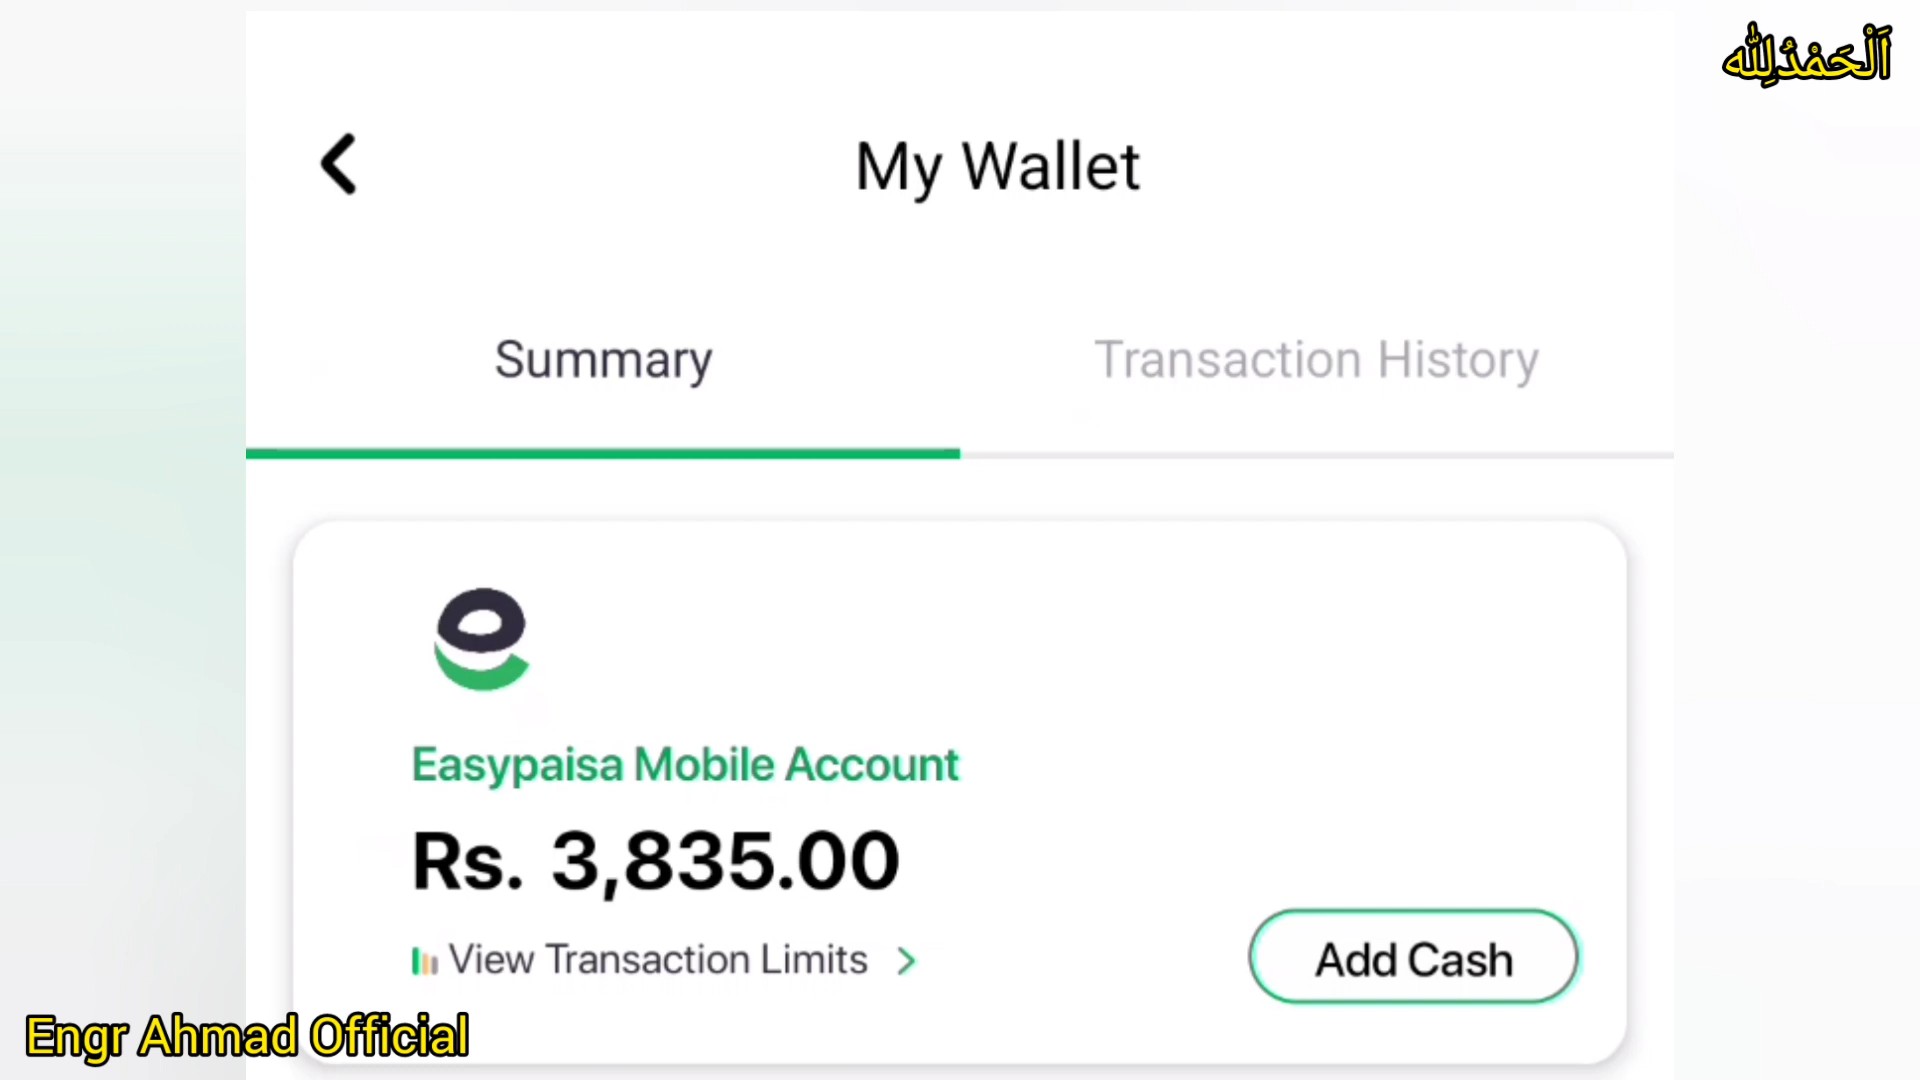 اَلْحَمْدُلِلّٰه
My Wallet
Summary
Transaction History
Easypaisa Mobile Account
Rs. 3,835.00
View Transaction Limits
Add Cash
Engr Ahmad Official